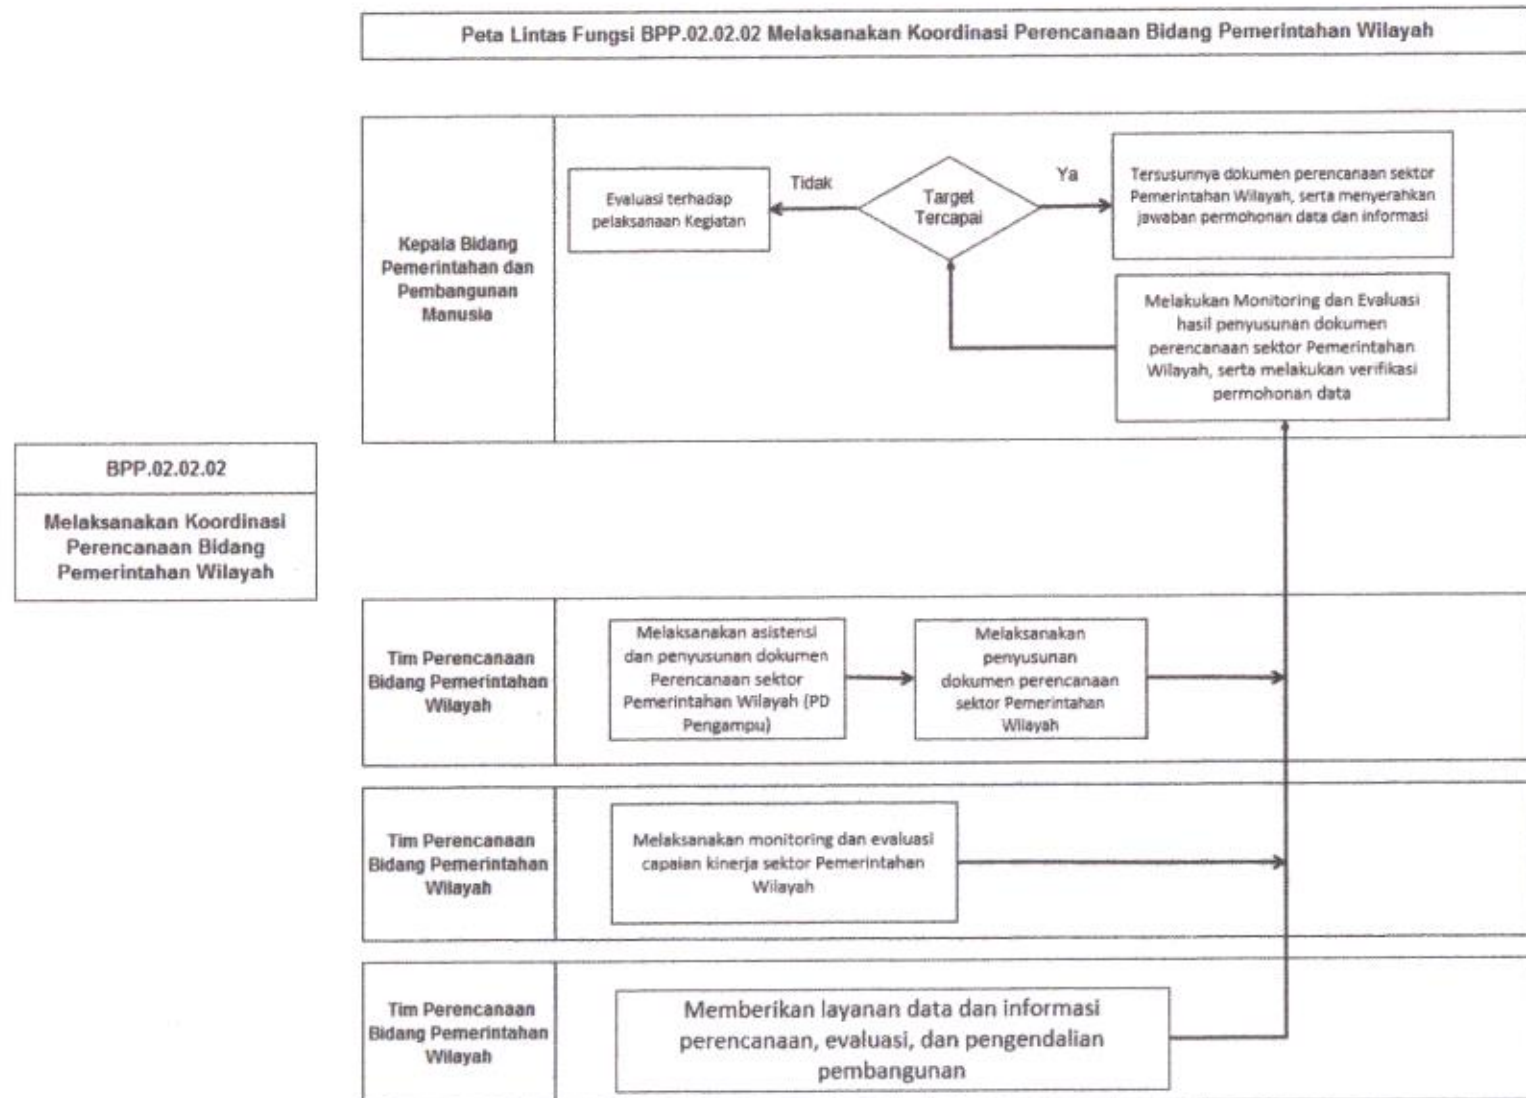 Peta Lintas Fungsi BPP.02.02.02 Melaksanakan Koordinasi Perencanaan Bidang Pemerintahan Wilayah
Kepala Bidang
Pemerintahan dan
Pembangunan
Manusia
Evaluasi terhadap
pelaksanaan Kegiatan
Tidak
Target
Tercapai
Ya
Tersusunnya dokumen perencanaan sektor
Pemerintahan Wilayah, serta menyerahkan
jawaban permohonan data dan informasi
Melakukan Monitoring dan Evaluasi
hasil penyusunan dokumen
perencanaan sektor Pemerintahan
Wilayah, serta melakukan verifikasi
permohonan data
BPP.02.02.02
Melaksanakan Koordinasi
Perencanaan Bidang
Pemerintahan Wilayah
Tim Perencanaan
Bidang Pemerintahan
Wilayah
Melaksanakan asistensi
dan penyusunan dokumen
Perencanaan sektor
Pemerintahan Wilayah (PD
Pengampu)
Melaksanakan
penyusunan
dokumen perencanaan
sektor Pemerintahan
Wilayah
Tim Perencanaan
Bidang Pemerintahan
Wilayah
Melaksanakan monitoring dan evaluasi
capaian kinerja sektor Pemerintahan
Wilayah
Tim Perencanaan
Bidang Pemerintahan
Wilayah
Memberikan layanan data dan informasi
perencanaan, evaluasi, dan pengendalian
pembangunan